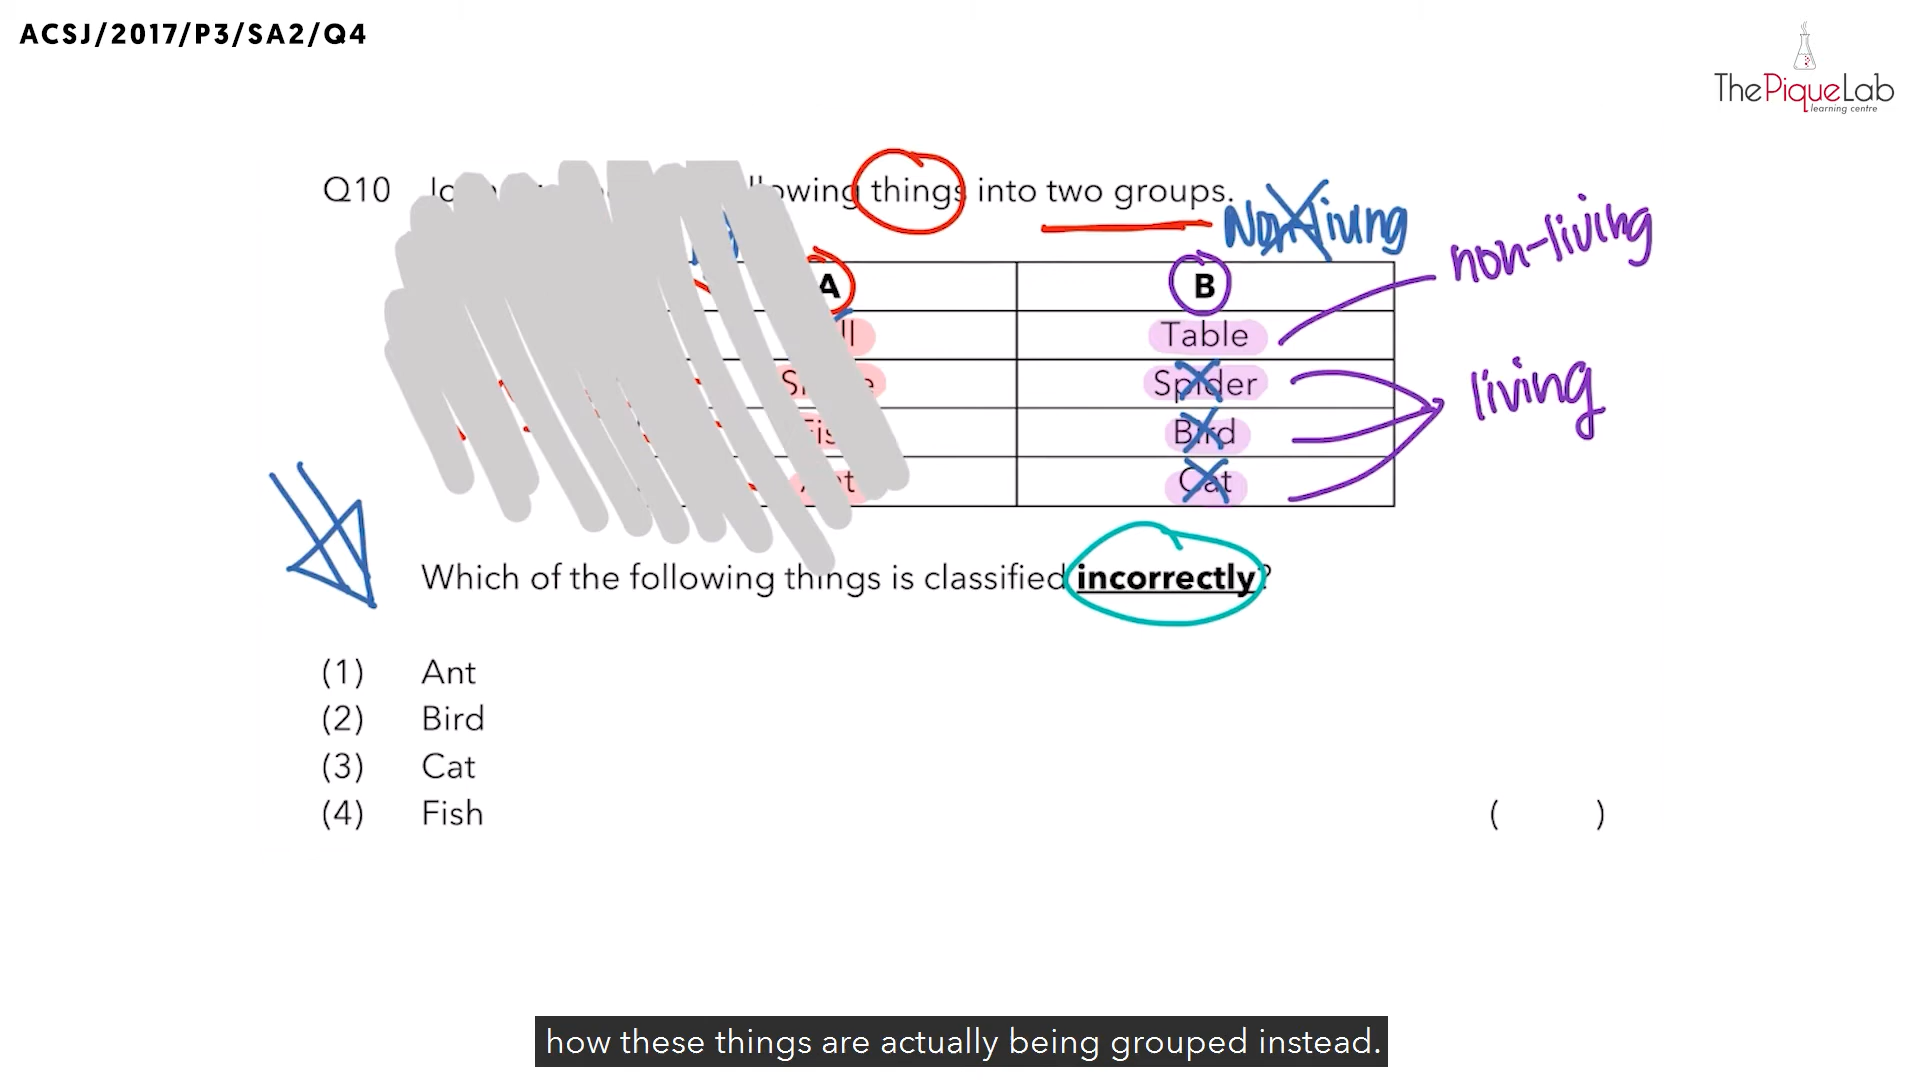 ACSJ/2017/P3/SA2/Q4
ThePiqueLab
learning centre
Q10 things into two groups.
Non-living
non-living
A B
Table
Spider
living
Bird
Cat
Which of the following things is classified incorrectly?
(1) Ant
(2) Bird
(3) Cat
(4) Fish
( )
how these things are actually being grouped instead.